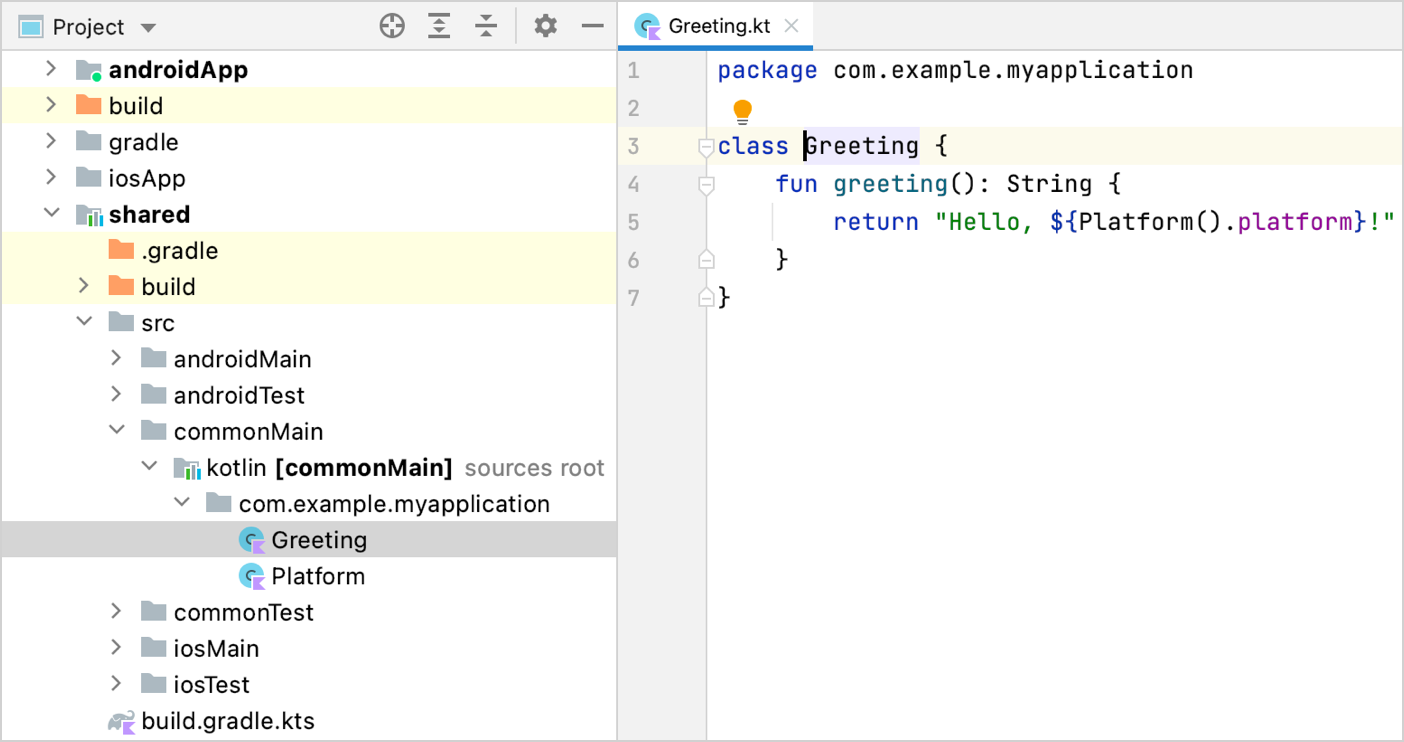 Project
androidApp
build
gradle
iosApp
shared
.gradle
build
src
androidMain
androidTest
commonMain
kotlin [commonMain] sources root
com.example.myapplication
Greeting
Platform
commonTest
iosMain
iosTest
build.gradle.kts
Greeting.kt
1 package com.example.myapplication
2
3 class Greeting {
4 fun greeting(): String {
5 return "Hello, ${Platform().platform}!"
6 }
7 }